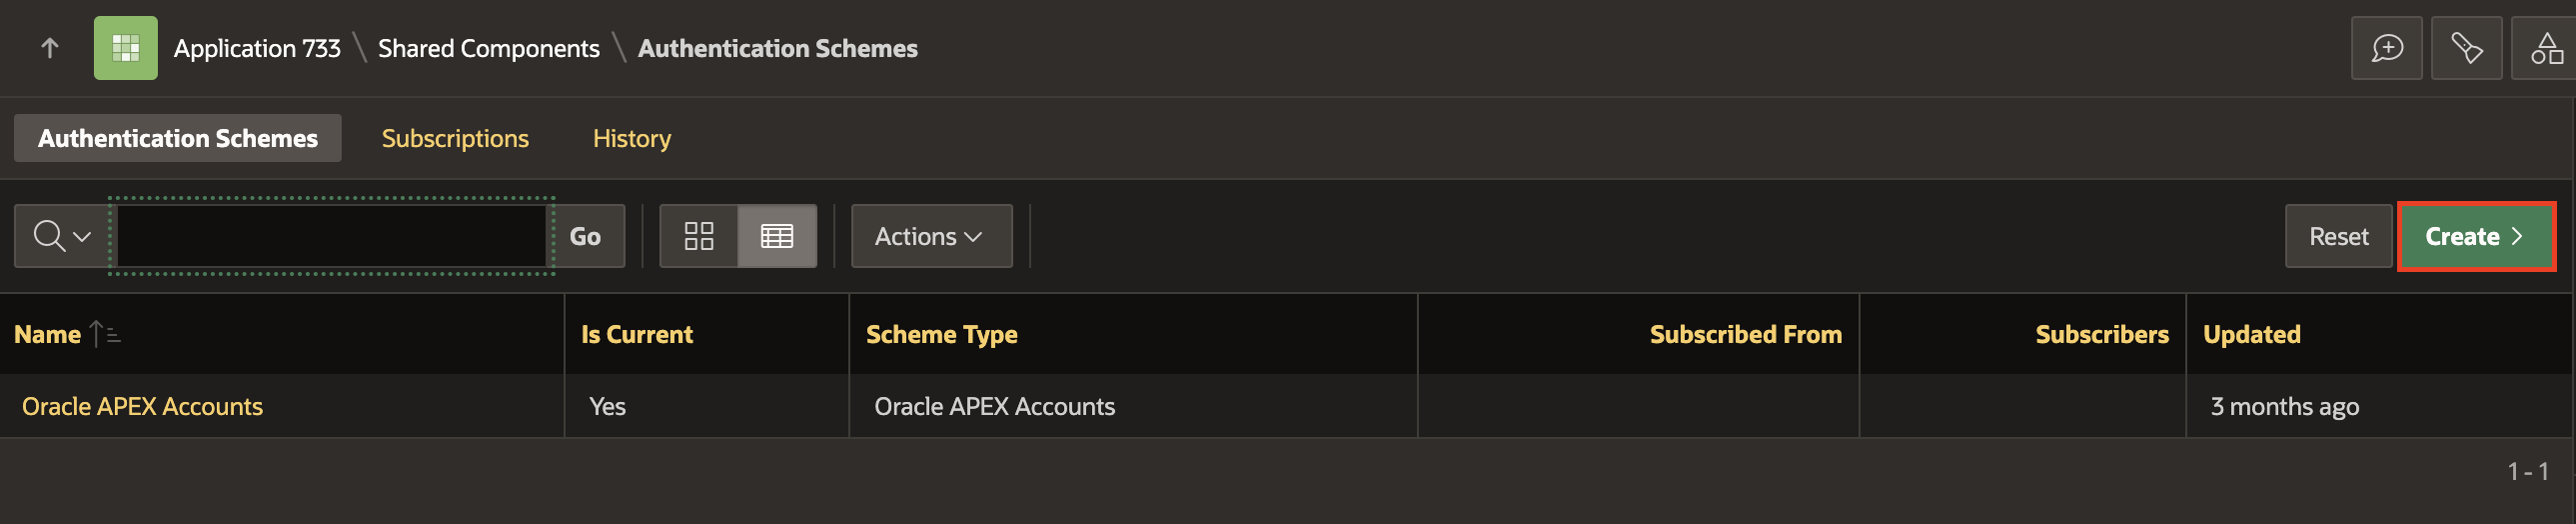 Application 733 \ Shared Components \ Authentication Schemes
Authentication Schemes Subscriptions History
Go Actions Reset Create
Name Is Current Scheme Type Subscribed From Subscribers Updated
Oracle APEX Accounts Yes Oracle APEX Accounts 3 months ago
1 - 1